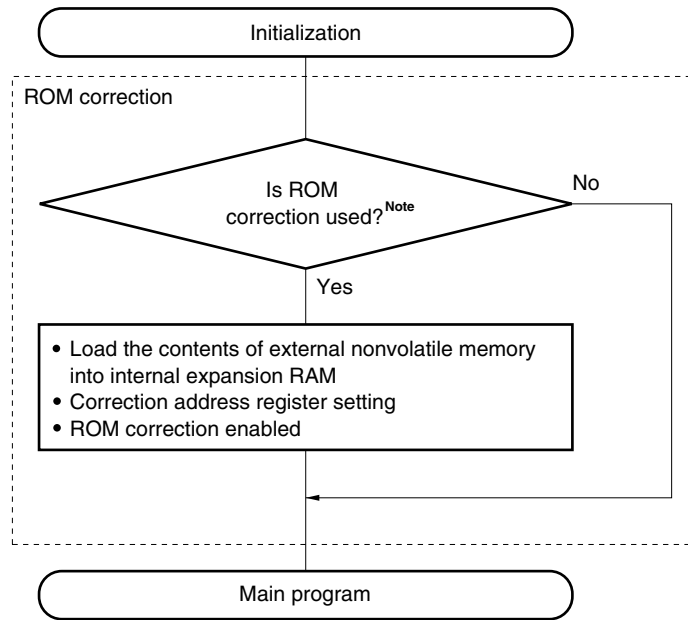 Initialization
ROM correction
Is ROM
No
correction used?Note
Yes
• Load the contents of external nonvolatile memory
into internal expansion RAM
• Correction address register setting
• ROM correction enabled
Main program